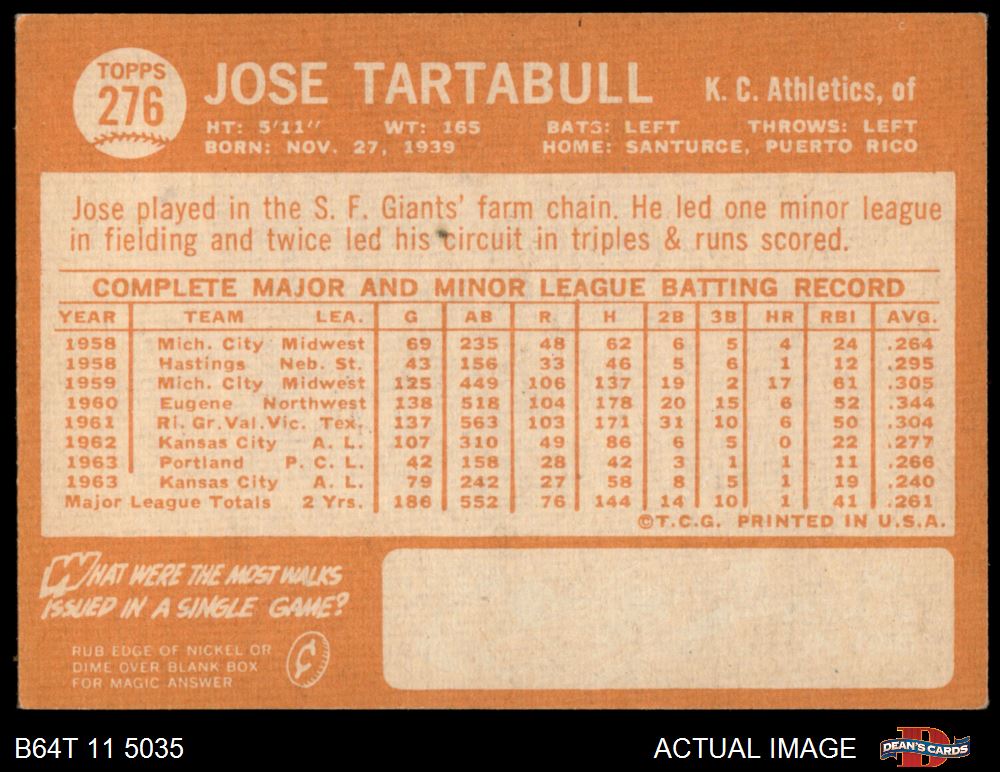 TOPPS
276
JOSE TARTABULL K. C. Athletics, of
HT: 5'11" WT: 165 BATS: LEFT THROWS: LEFT
BORN: NOV. 27, 1939 HOME: SANTURCE, PUERTO RICO
Jose played in the S. F. Giants' farm chain. He led one minor league
in fielding and twice led his circuit in triples & runs scored.
COMPLETE MAJOR AND MINOR LEAGUE BATTING RECORD
YEAR TEAM LEA. G AB R H 2B 3B HR RBI AVG.
1958 Mich. City Midwest 69 235 48 62 6 5 4 24 .264
1958 Hastings Neb. St. 43 156 33 46 5 6 1 12 .295
1959 Mich. City Midwest 125 449 106 137 19 2 17 61 .305
1960 Eugene Northwest 138 518 104 178 20 15 6 52 .344
1961 Ri. Gr. Val. Vic. Tex. 137 563 103 171 31 10 6 50 .304
1962 Kansas City A. L. 107 310 49 86 6 5 0 22 .277
1963 Portland P. C. L. 42 158 28 42 3 1 1 11 .266
1963 Kansas City A. L. 79 242 27 58 8 5 1 19 .240
Major League Totals 2 Yrs. 186 552 76 144 14 10 1 41 .261
©T.C.G. PRINTED IN U.S.A.
WHAT WERE THE MOST WALKS
ISSUED IN A SINGLE GAME?
RUB EDGE OF NICKEL OR
DIME OVER BLANK BOX
FOR MAGIC ANSWER
¢
B64T 11 5035 ACTUAL IMAGE DEAN'S CARDS